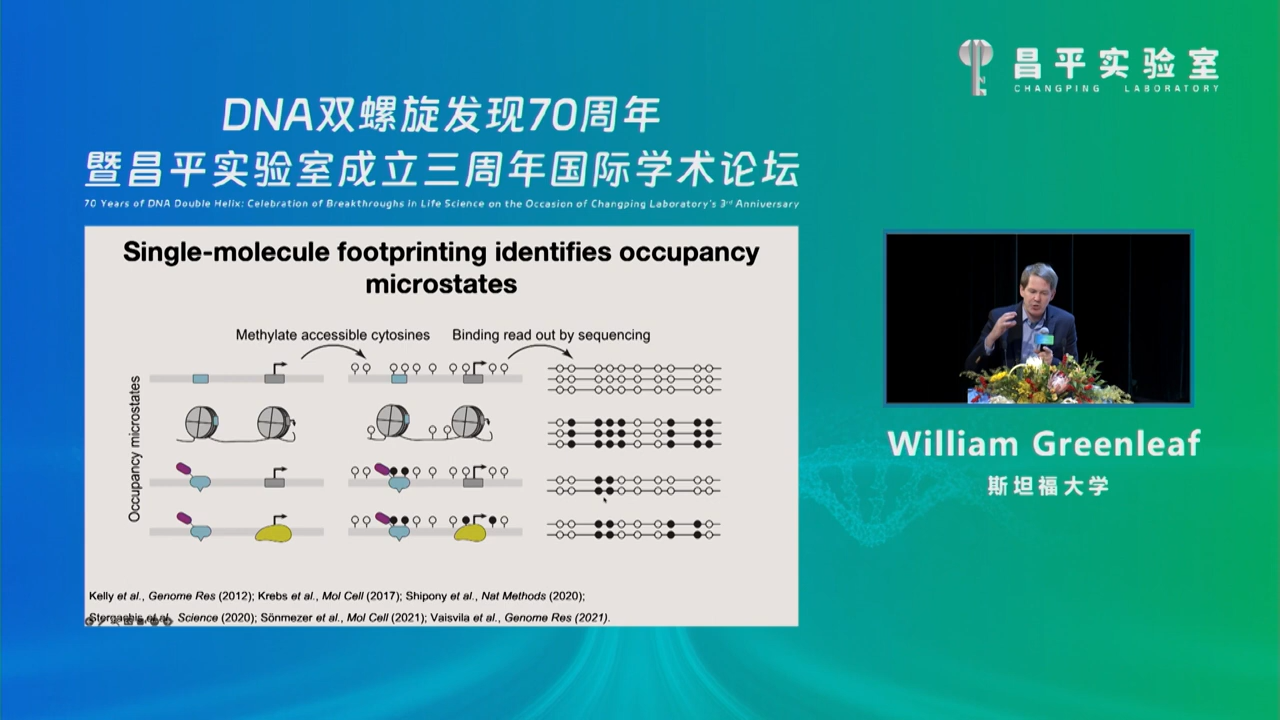 昌平实验室
CHANGPING LABORATORY
DNA双螺旋发现70周年
暨昌平实验室成立三周年国际学术论坛
70 Years of DNA Double Helix: Celebration of Breakthroughs in Life Science on the Occasion of Changping Laboratory's 3rd Anniversary
Single-molecule footprinting identifies occupancy
microstates
Methylate accessible cytosines
Binding read out by sequencing
Occupancy microstates
Kelly et al., Genome Res (2012); Krebs et al., Mol Cell (2017); Shipony et al., Nat Methods (2020);
Stergachis et al., Science (2020); Sönmezer et al., Mol Cell (2021); Vaisvila et al., Genome Res (2021).
William Greenleaf
斯坦福大学